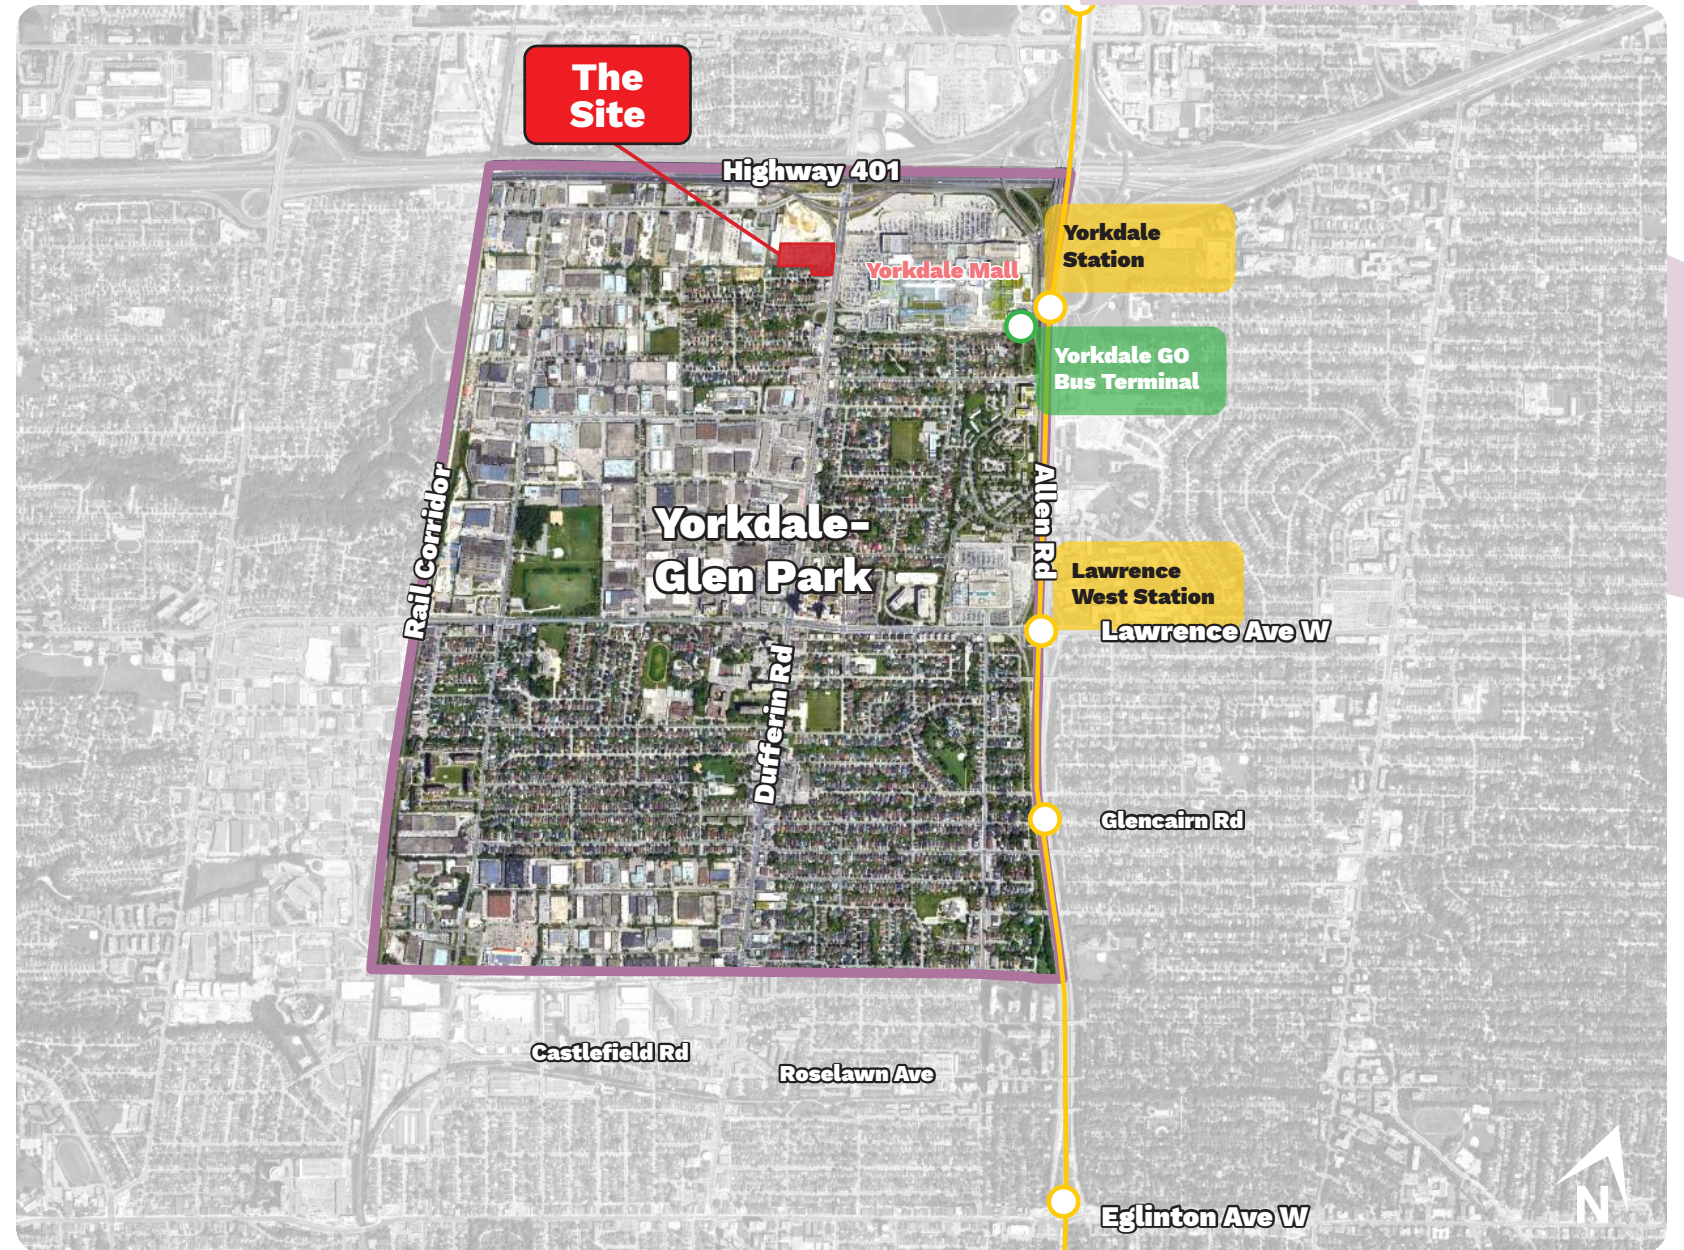 The
Site
Highway 401
Yorkdale
Station
Yorkdale Mall
Yorkdale GO
Bus Terminal
Rail Corridor
Allen Rd
Yorkdale-
Glen Park
Lawrence
West Station
Lawrence Ave W
Dufferin Rd
Glencairn Rd
Castlefield Rd
Roselawn Ave
N
Eglinton Ave W